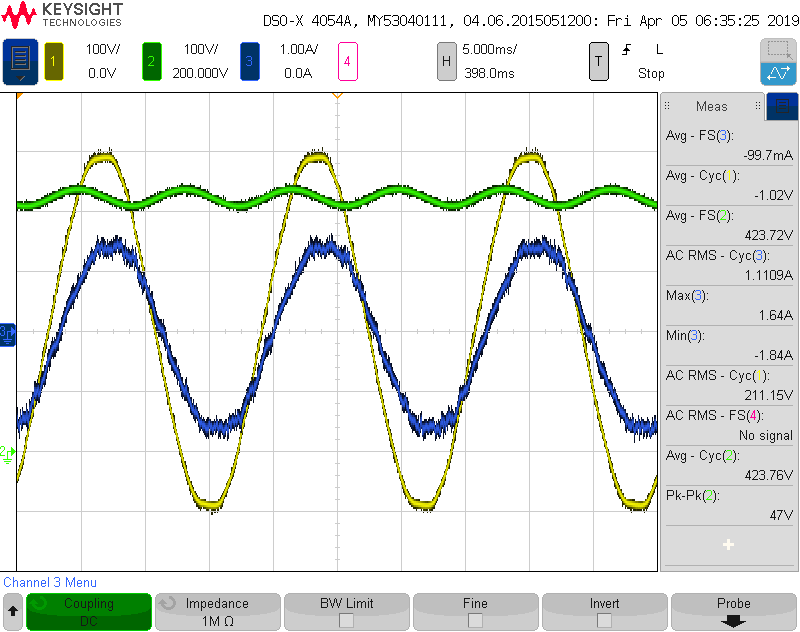 KEYSIGHT
TECHNOLOGIES
DSO-X 4054A, MY53040111, 04.06.2015051200: Fri Apr 05 06:35:25 2019
1 100V/ 2 100V/ 3 1.00A/ 4 H 5.000ms/ T L
0.0V 200.000V 0.0A 398.0ms Stop
Meas
Avg - FS(3):
-99.7mA
Avg - Cyc( ):
-1.02V
Avg - FS(2):
423.72V
AC RMS - Cyc(3):
1.1109A
Max(3):
1.64A
Min(3):
-1.84A
AC RMS - Cyc( ):
211.15V
AC RMS - FS(4):
No signal
Avg - Cyc(2):
423.76V
Pk-Pk(2):
47V
3
2
Channel 3 Menu
Coupling
DC
Impedance
1M Ω
BW Limit
Fine
Invert
Probe